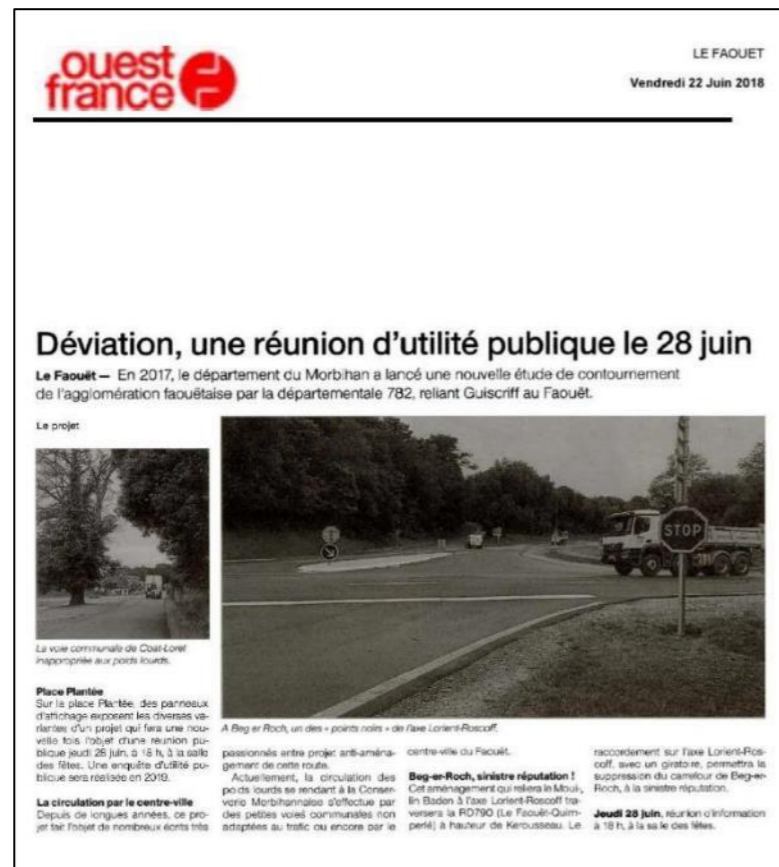 ouest
france
LE FAOUET
Vendredi 22 Juin 2018
Déviation, une réunion d'utilité publique le 28 juin
Le Faouët — En 2017, le département du Morbihan a lancé une nouvelle étude de contournement
de l'agglomération faouëtaise par la départementale 782, reliant Guiscriff au Faouët.
Le projet
La voie communale de Coat-Loret
inappropriée aux poids lourds.
STOP
A Beg er Roch, un des « points noirs » de l'axe Lorient-Roscoff.
Place Plantée
Sur la place Plantée, des panneaux
d'affichage exposent les diverses va-
riantes d'un projet qui fera une nou-
velle fois l'objet d'une réunion pu-
blique jeudi 28 juin, à 18 h, à la salle
des fêtes. Une enquête d'utilité pu-
blique sera réalisée en 2019.
La circulation par le centre-ville
Depuis de longues années, ce pro-
jet fait l'objet de nombreux écrits très
passionnés entre projet anti-aména-
gement de cette route.
Actuellement, la circulation des
poids lourds se rendant à la Conser-
verie Morbihannaise s'effectue par
des petites voies communales non
adaptées au trafic ou encore par le
centre-ville du Faouët.
Beg-er-Roch, sinistre réputation !
Cet aménagement qui reliera le Mou-
lin Baden à l'axe Lorient-Roscoff tra-
versera la RD790 (Le Faouët-Quim-
perlé) à hauteur de Kerousseau. Le
raccordement sur l'axe Lorient-Ros-
coff, avec un giratoire, permettra la
suppression du carrefour de Beg-er-
Roch, à la sinistre réputation.
Jeudi 28 juin, réunion d'information
à 18 h, à la salle des fêtes.